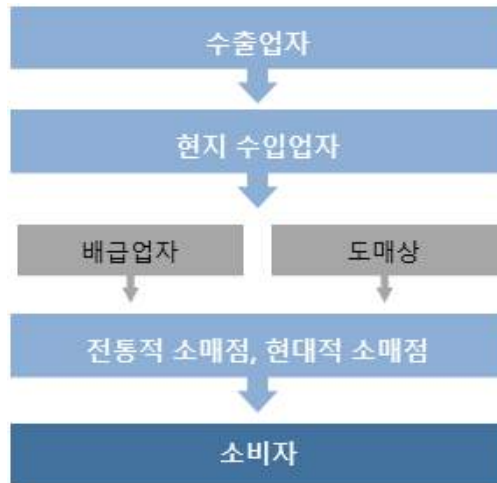 수출업자
현지 수입업자
배급업자 도매상
전통적 소매점, 현대적 소매점
소비자